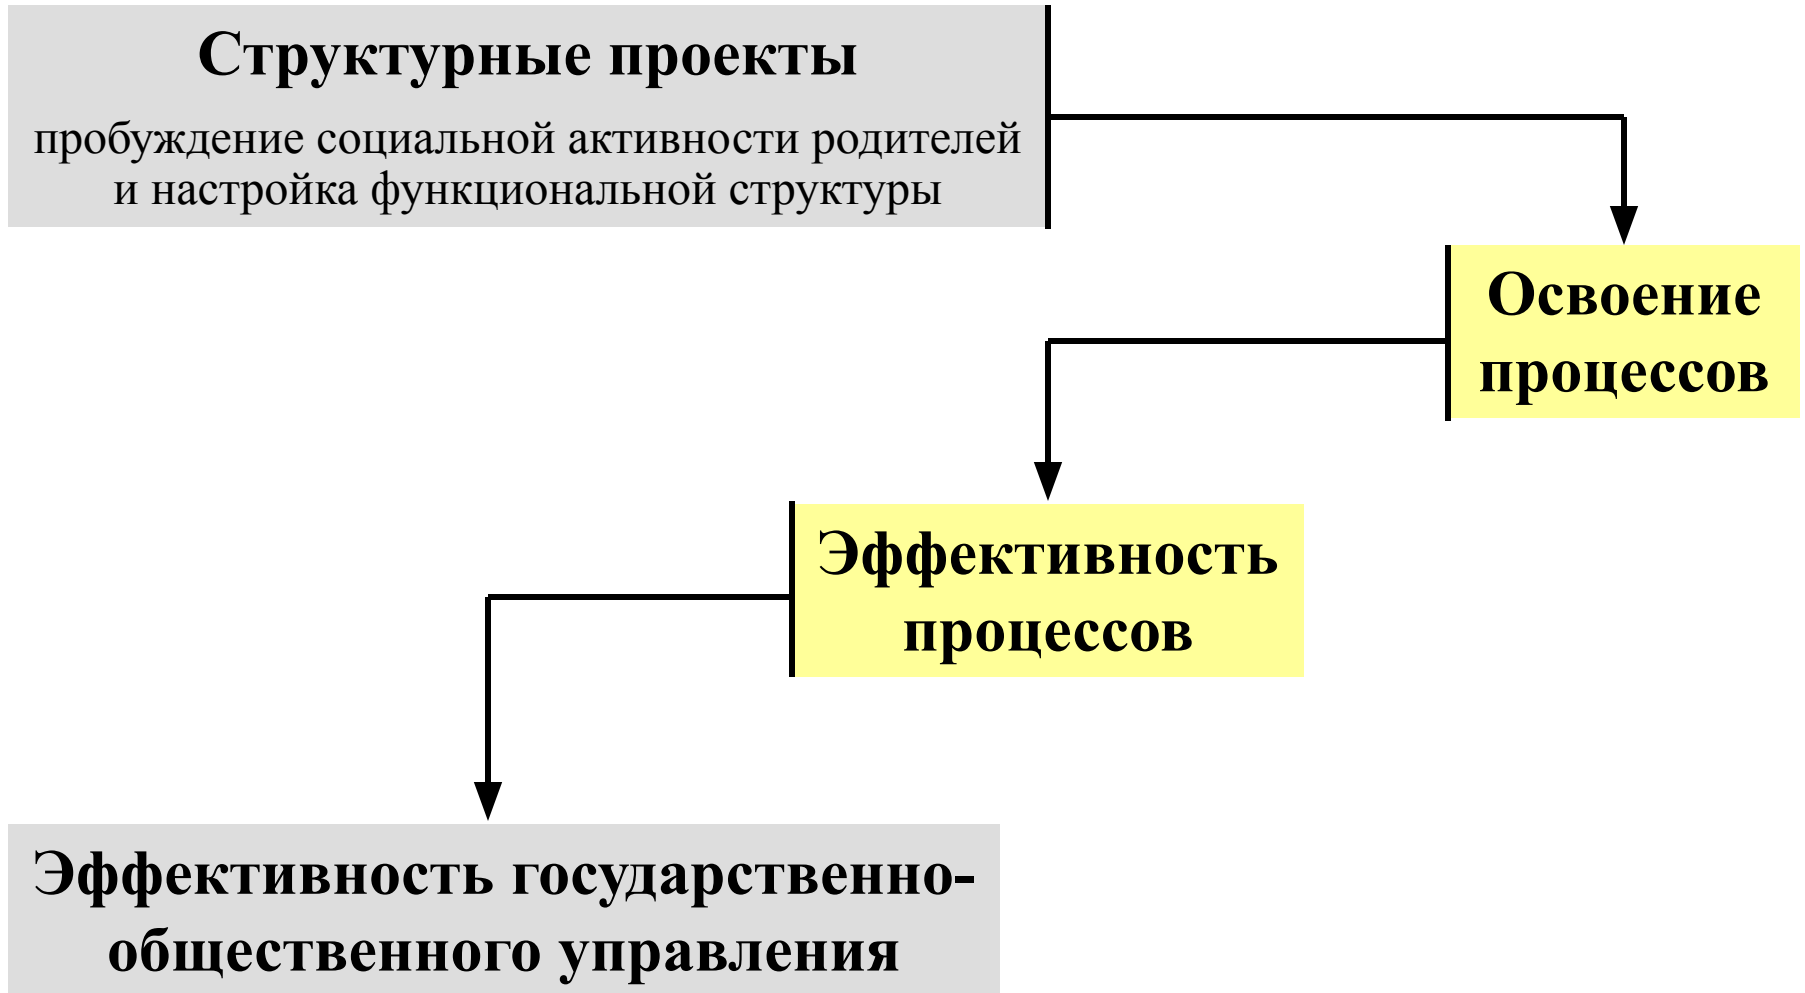 Структурные проекты
пробуждение социальной активности родителей
и настройка функциональной структуры
Освоение
процессов
Эффективность
процессов
Эффективность государственно-
общественного управления